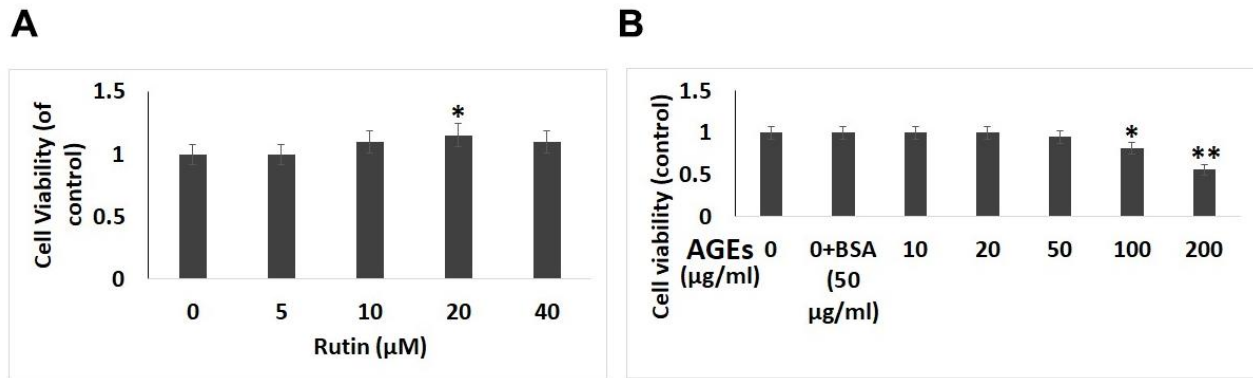 A
Cell Viability (of
control)
1.5
1
0.5
0
*
0 5 10 20 40
Rutin (µM)
B
Cell viability (control)
1.5
1
0.5
0
*
**
AGEs 0 0+BSA 10 20 50 100 200
(µg/ml) (50
µg/ml)